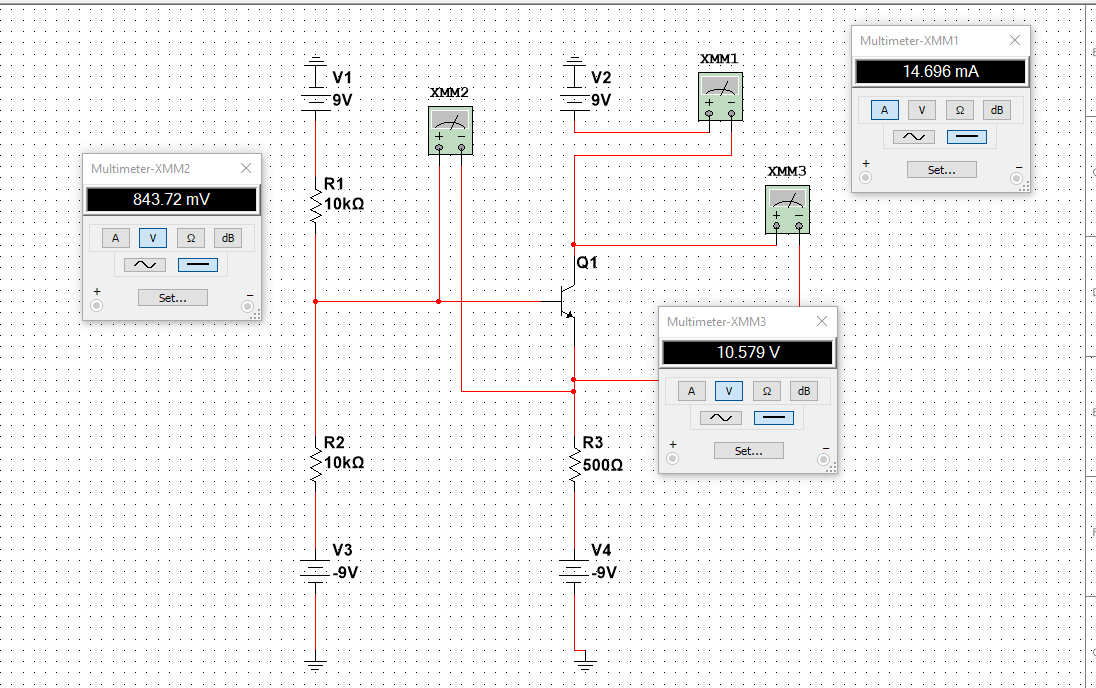 Multimeter-XMM1
14.696 mA
A V Ω dB
+ Set... -
XMM1
+ -
V1
9V
V2
9V
XMM2
+ -
Multimeter-XMM2
843.72 mV
A V Ω dB
+ Set... -
R1
10kΩ
XMM3
+ -
Q1
Multimeter-XMM3
10.579 V
A V Ω dB
+ Set... -
R2
10kΩ
R3
500Ω
V3
-9V
V4
-9V